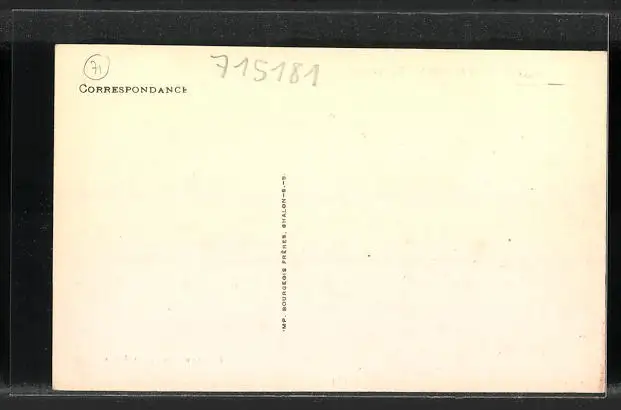 71
715181
CORRESPONDANCE
IMP. BOURGEOIS FRÈRES, CHALON-S.-S.